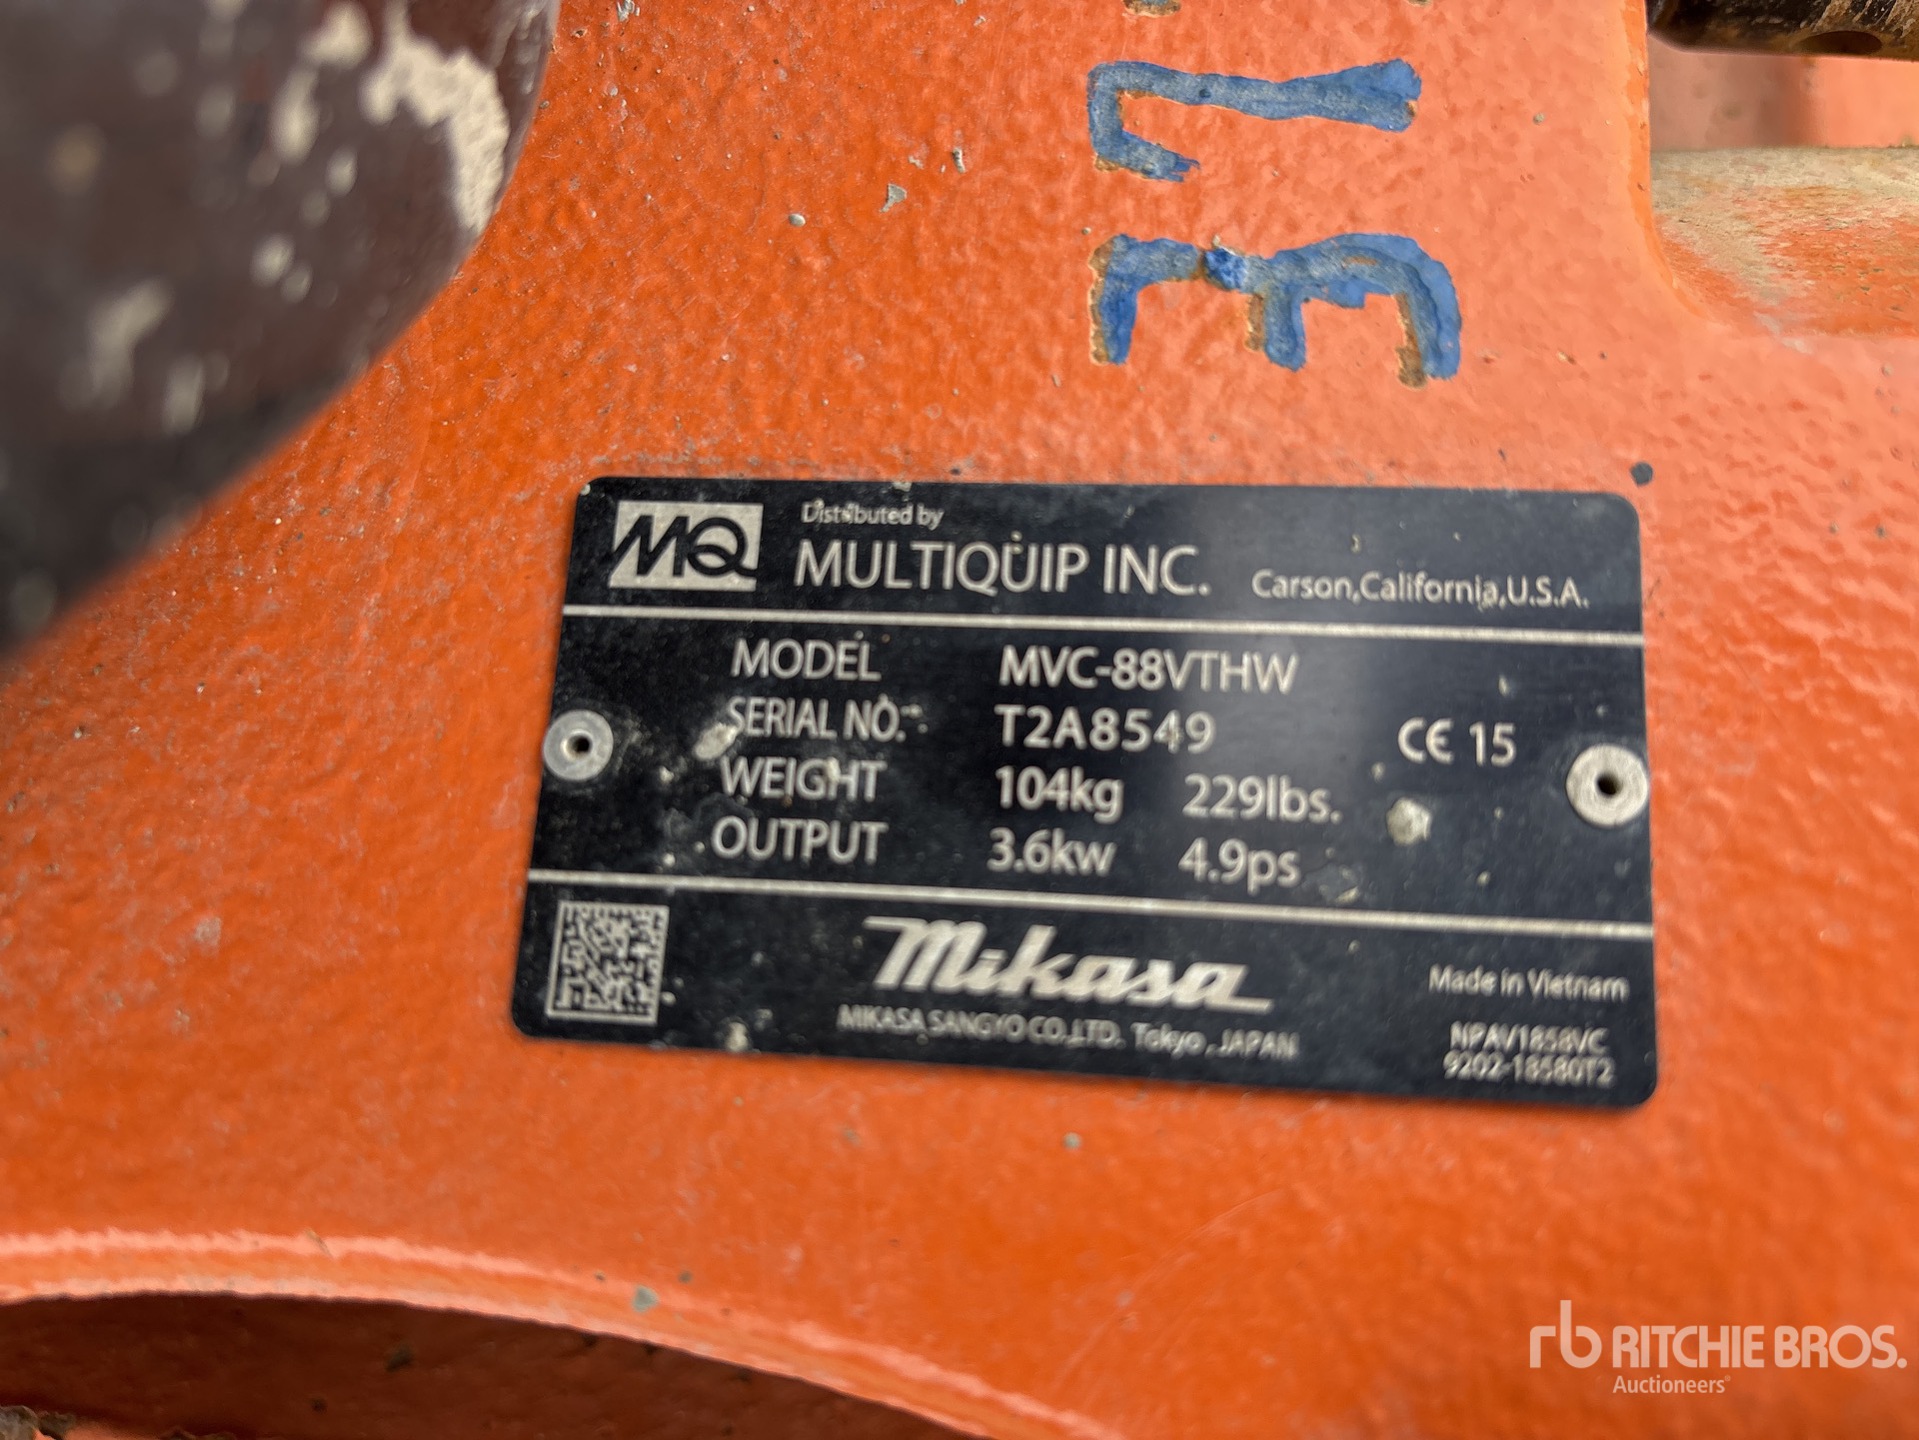 MQ
Distributed by
MULTIQUIP INC. Carson,California,U.S.A.
MODEL MVC-88VTHW
SERIAL NO. T2A8549 CE 15
WEIGHT 104kg 229lbs.
OUTPUT 3.6kw 4.9ps
Mikasa
MIKASA SANGYO CO.,LTD. Tokyo, JAPAN
Made in Vietnam
NPAV1858VC
9202-18580T2
rb RITCHIE BROS.
Auctioneers